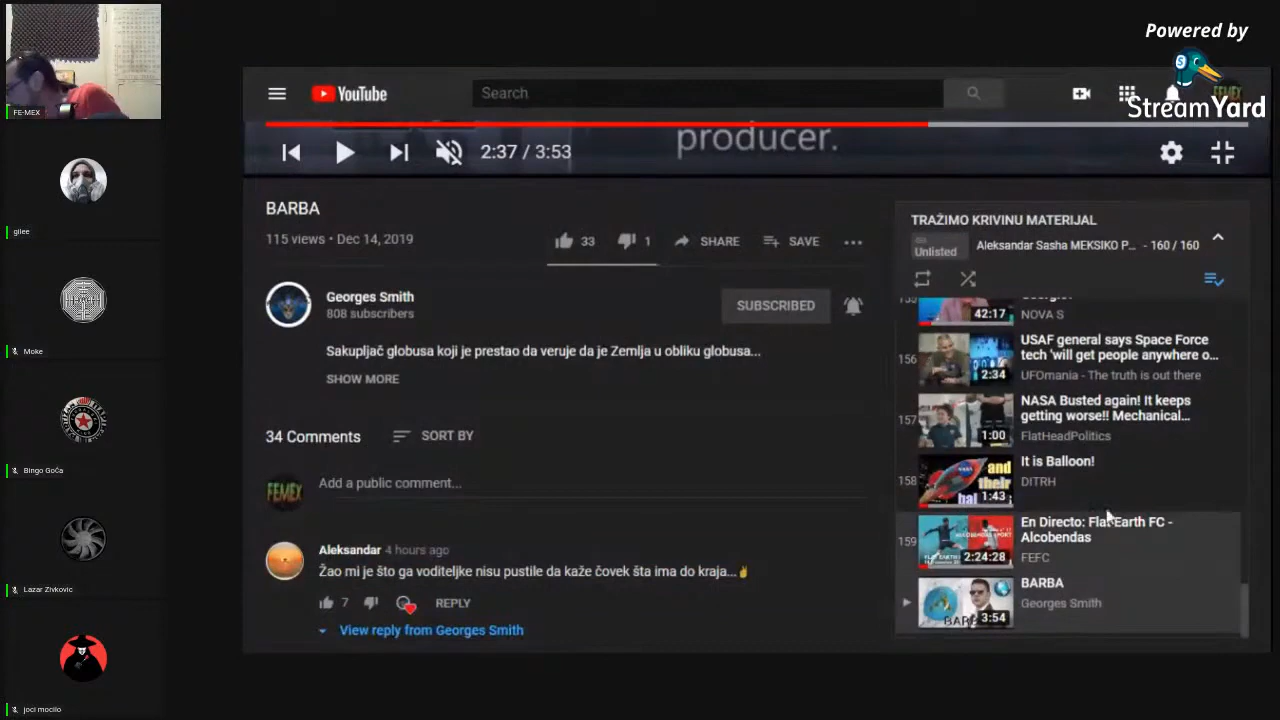 Powered by
StreamYard
FE-MEX
gilee
Moke
Bingo Goča
Lazar Zivkovic
joci mocilo
YouTube
Search
producer.
2:37 / 3:53
BARBA
115 views • Dec 14, 2019
33
1
SHARE
SAVE
Georges Smith
808 subscribers
SUBSCRIBED
Sakupljač globusa koji je prestao da veruje da je Zemlja u obliku globusa...
SHOW MORE
34 Comments
SORT BY
FEMEX
Add a public comment...
Aleksandar 4 hours ago
Žao mi je što ga voditeljke nisu pustile da kaže čovek šta ima do kraja...✌
7
REPLY
View reply from Georges Smith
TRAŽIMO KRIVINU MATERIJAL
Unlisted
Aleksandar Sasha MEKSIKO P... - 160 / 160
42:17
NOVA S
156
2:34
USAF general says Space Force
tech 'will get people anywhere o...
UFOmania - The truth is out there
157
1:00
NASA Busted again! It keeps
getting worse!! Mechanical...
FlatHeadPolitics
158
and
their
1:43
It is Balloon!
DITRH
159
2:24:28
En Directo: Flat Earth FC -
Alcobendas
FEFC
3:54
BARBA
Georges Smith